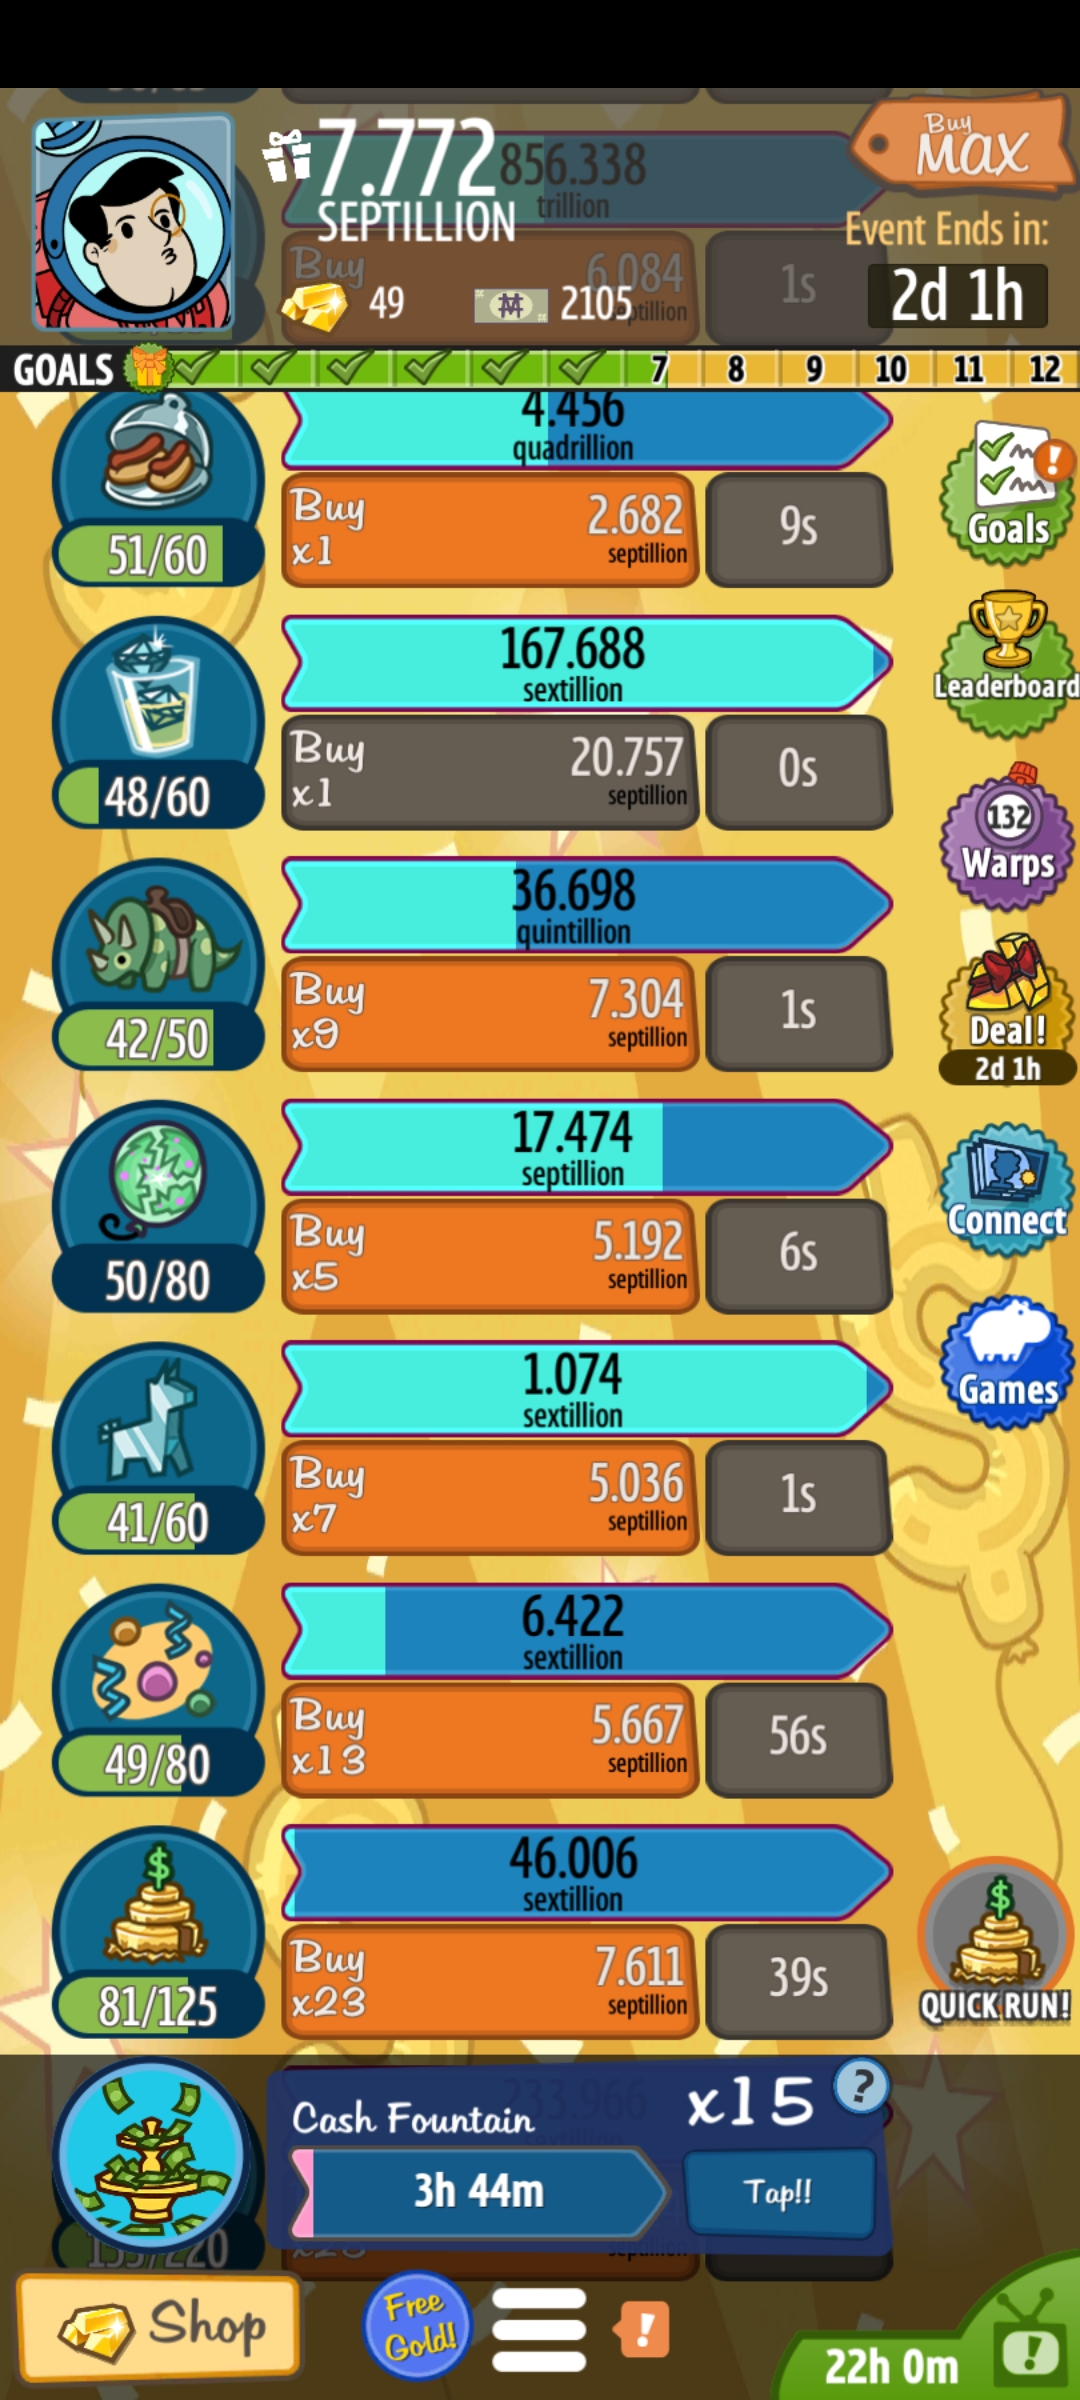 7.772
SEPTILLION
856.338
trillion
Buy
MAX
Event Ends in:
2d 1h
Buy
6.084
septillion
1s
49
2105
GOALS
7
8
9
10
11
12
4.456
quadrillion
Buy
x1
2.682
septillion
9s
51/60
Goals
167.688
sextillion
Buy
x1
20.757
septillion
0s
48/60
Leaderboard
132
Warps
36.698
quintillion
Buy
x9
7.304
septillion
1s
42/50
Deal!
2d 1h
17.474
septillion
Buy
x5
5.192
septillion
6s
50/80
Connect
1.074
sextillion
Buy
x7
5.036
septillion
1s
41/60
Games
6.422
sextillion
Buy
x13
5.667
septillion
56s
49/80
46.006
sextillion
Buy
x23
7.611
septillion
39s
81/125
QUICK RUN!
233.966
Cash Fountain
x15
?
3h 44m
Tap!!
septillion
Shop
Free
Gold!
!
22h 0m